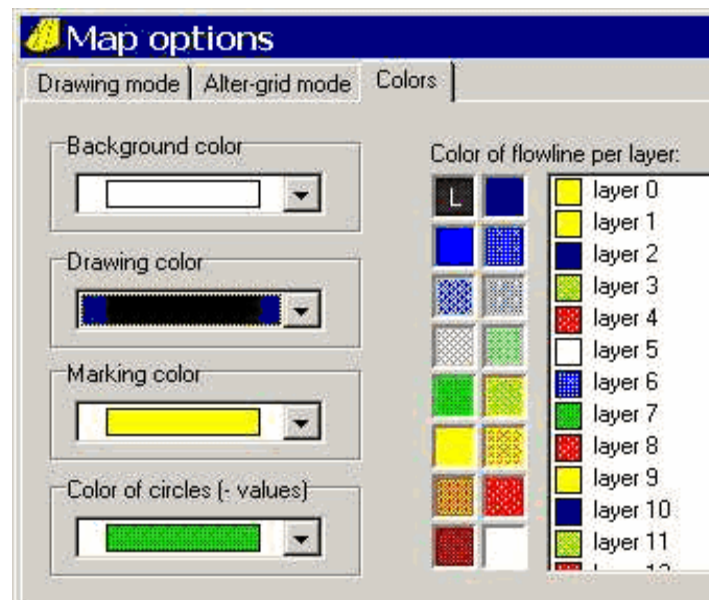 Map options
Drawing mode
Alter-grid mode
Colors
Background color
Drawing color
Marking color
Color of circles (- values)
Color of flowline per layer:
L
layer 0
layer 1
layer 2
layer 3
layer 4
layer 5
layer 6
layer 7
layer 8
layer 9
layer 10
layer 11